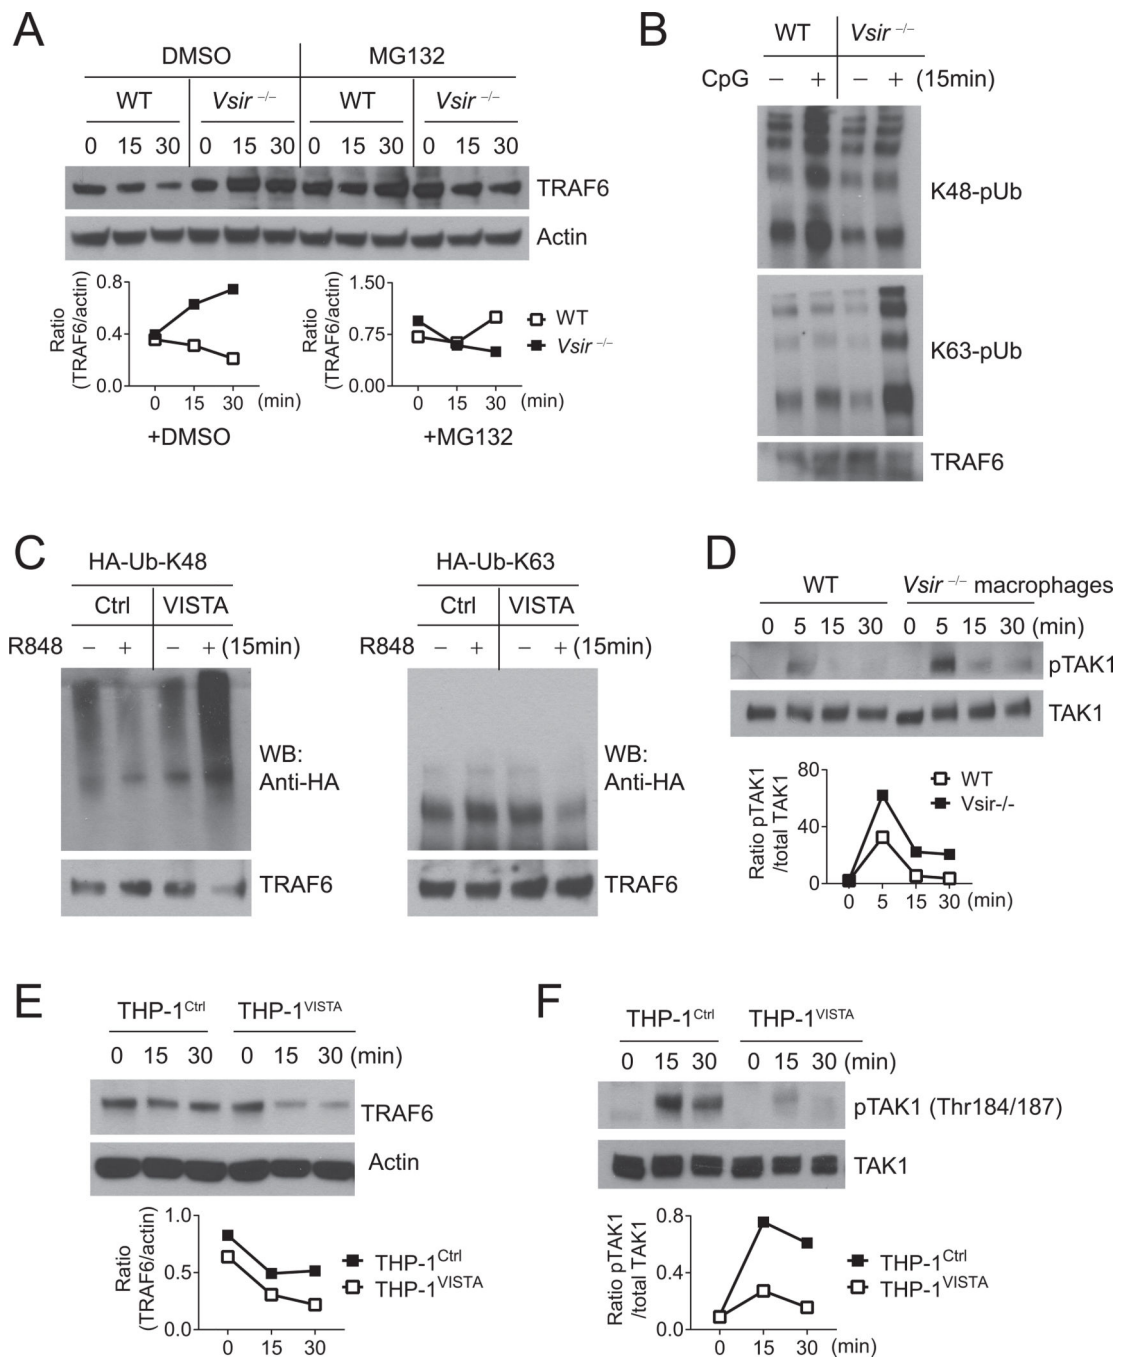 A
DMSO MG132
WT Vsir –/– WT Vsir –/–
0 15 30 0 15 30 0 15 30 0 15 30
TRAF6
Actin
Ratio
(TRAF6/actin)
0.8
0.4
0.0
0 15 30 (min)
+DMSO
Ratio
(TRAF6/actin)
1.50
0.75
0.00
0 15 30 (min)
+MG132
WT
Vsir –/–
B
WT Vsir –/–
CpG – + – + (15min)
K48-pUb
K63-pUb
TRAF6
C
HA-Ub-K48
Ctrl VISTA
R848 – + – + (15min)
WB:
Anti-HA
TRAF6
HA-Ub-K63
Ctrl VISTA
R848 – + – + (15min)
WB:
Anti-HA
TRAF6
D
WT Vsir –/– macrophages
0 5 15 30 0 5 15 30 (min)
pTAK1
TAK1
Ratio pTAK1
/total TAK1
80
40
0
0 5 15 30 (min)
WT
Vsir-/-
E
THP-1Ctrl THP-1VISTA
0 15 30 0 15 30 (min)
TRAF6
Actin
Ratio
(TRAF6/actin)
1.0
0.5
0.0
0 15 30
THP-1Ctrl
THP-1VISTA
F
THP-1Ctrl THP-1VISTA
0 15 30 0 15 30 (min)
pTAK1 (Thr184/187)
TAK1
Ratio pTAK1
/total TAK1
0.8
0.4
0.0
0 15 30 (min)
THP-1Ctrl
THP-1VISTA